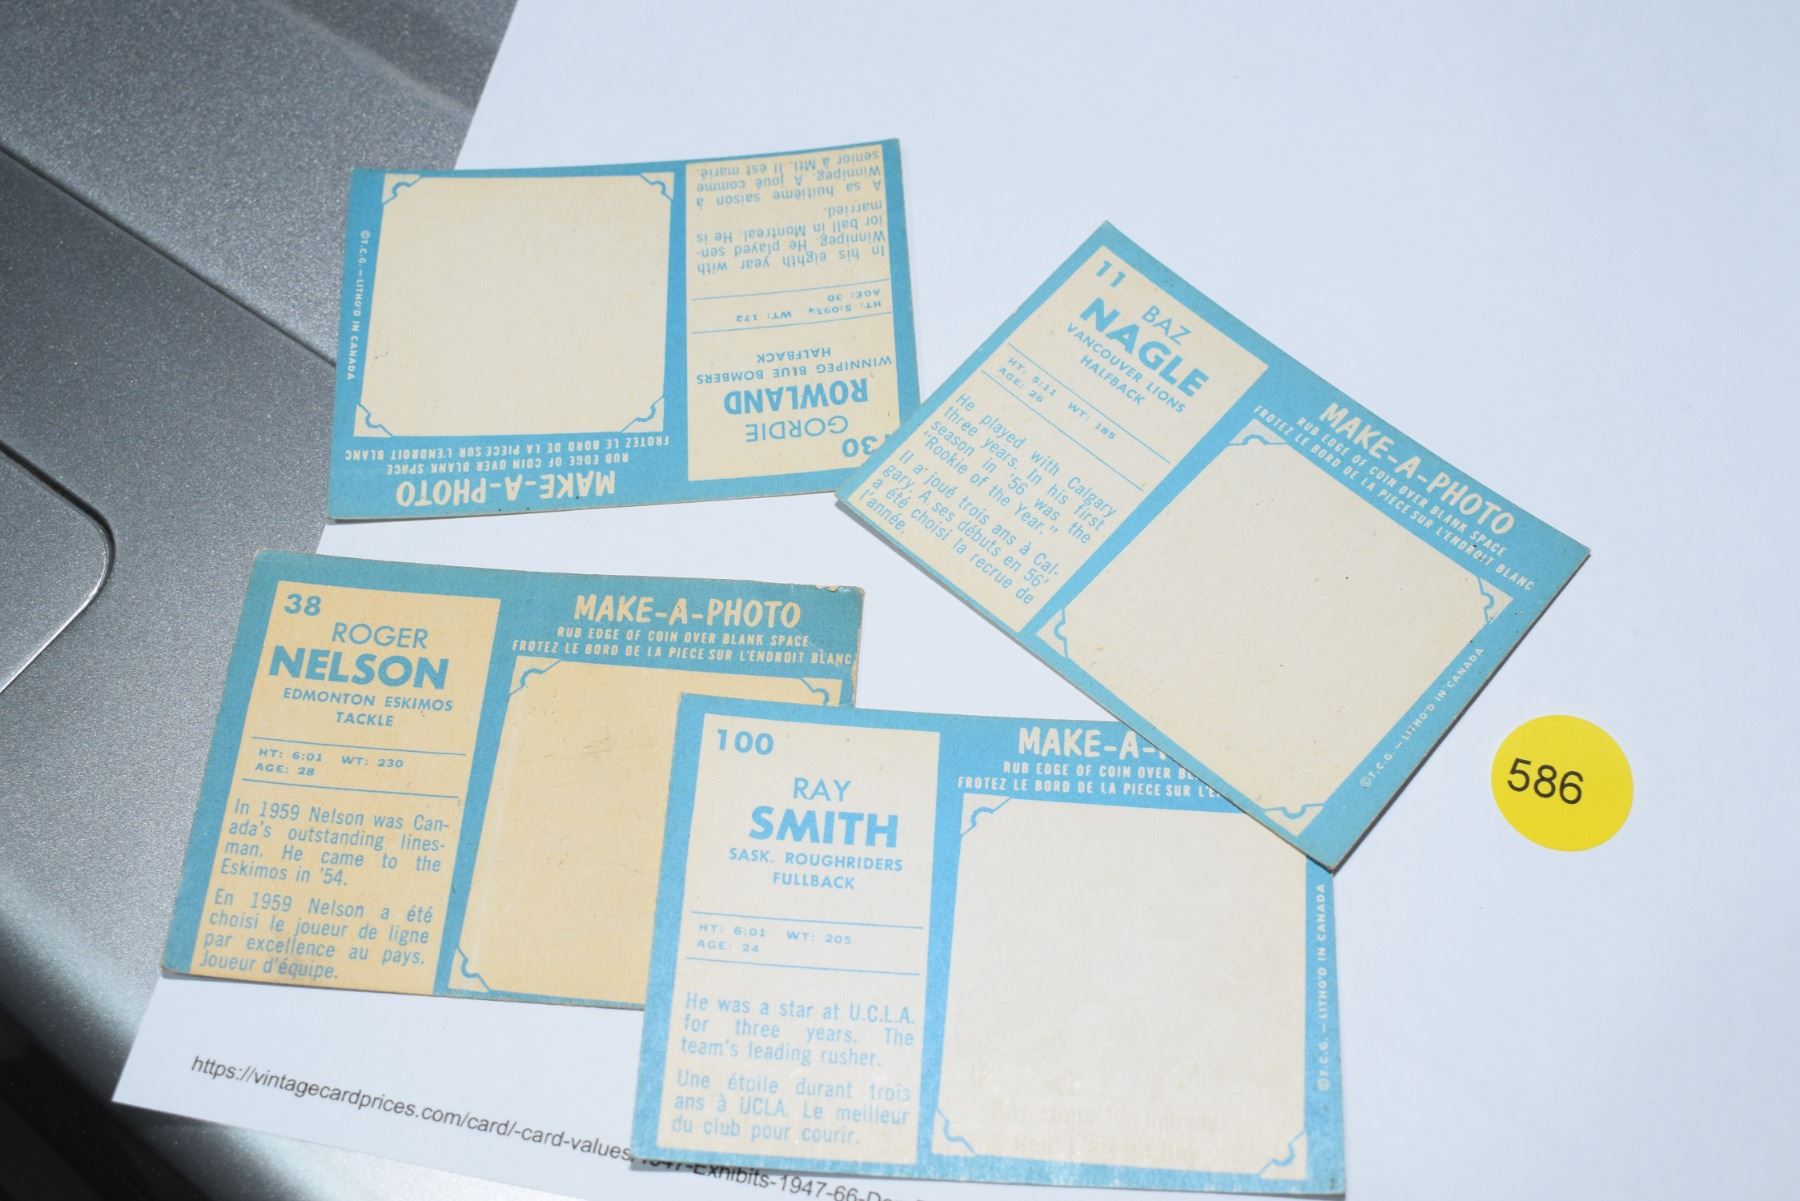 130
GORDIE
ROWLAND
WINNIPEG BLUE BOMBERS
HALFBACK
HT: 5:09¾ WT: 172
AGE: 30
In his eighth year with
Winnipeg. He played sen-
ior ball in Montreal. He is
married.
A sa huitième saison à
Winnipeg. A joué comme
senior à Mtl. Il est marié.
MAKE-A-PHOTO
RUB EDGE OF COIN OVER BLANK SPACE
FROTEZ LE BORD DE LA PIECE SUR L'ENDROIT BLANC
©T.C.G.—LITHO'D IN CANADA
11
BAZ
NAGLE
VANCOUVER LIONS
HALFBACK
HT: 5:11 WT: 185
AGE: 26
He played with Calgary
three years. In his first
season in '56 was the
"Rookie of the Year."
Il a' joué trois ans à Cal-
gary. A ses débuts en 56'
a été choisi la recrue de
l'année.
MAKE-A-PHOTO
RUB EDGE OF COIN OVER BLANK SPACE
FROTEZ LE BORD DE LA PIECE SUR L'ENDROIT BLANC
©T.C.G.—LITHO'D IN CANADA
38
ROGER
NELSON
EDMONTON ESKIMOS
TACKLE
HT: 6:01 WT: 230
AGE: 28
In 1959 Nelson was Can-
ada's outstanding lines-
man. He came to the
Eskimos in '54.
En 1959 Nelson a été
choisi le joueur de ligne
par excellence au pays.
Joueur d'équipe.
MAKE-A-PHOTO
RUB EDGE OF COIN OVER BLANK SPACE
FROTEZ LE BORD DE LA PIECE SUR L'ENDROIT BLANC
100
RAY
SMITH
SASK. ROUGHRIDERS
FULLBACK
HT: 6:01 WT: 205
AGE: 24
He was a star at U.C.L.A.
for three years. The
team's leading rusher.
Une étoile durant trois
ans à UCLA. Le meilleur
du club pour courir.
MAKE-A-
RUB EDGE OF COIN OVER
FROTEZ LE BORD DE LA PIECE SUR
©T.C.G.—LITHO'D IN CANADA
586
https://vintagecardprices.com/card/-card-values/1947-Exhibits-1947-66-